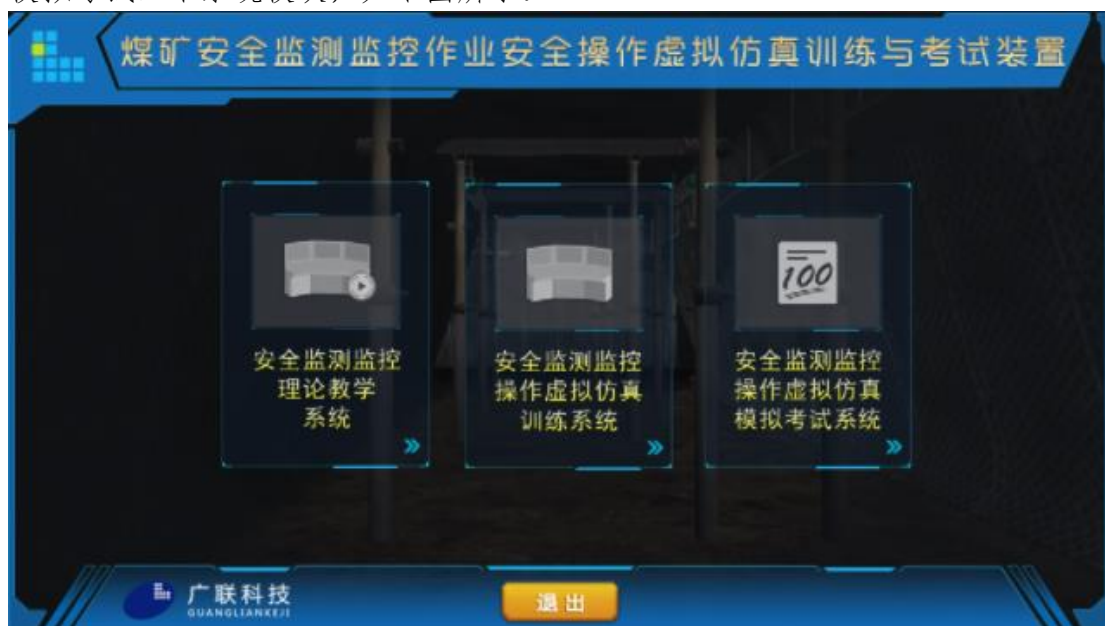 煤矿安全监测监控作业安全操作虚拟仿真训练与考试装置
100
安全监测监控
理论教学
系统
安全监测监控
操作虚拟仿真
训练系统
安全监测监控
操作虚拟仿真
模拟考试系统
广联科技
GUANGLIANKEJI
退出